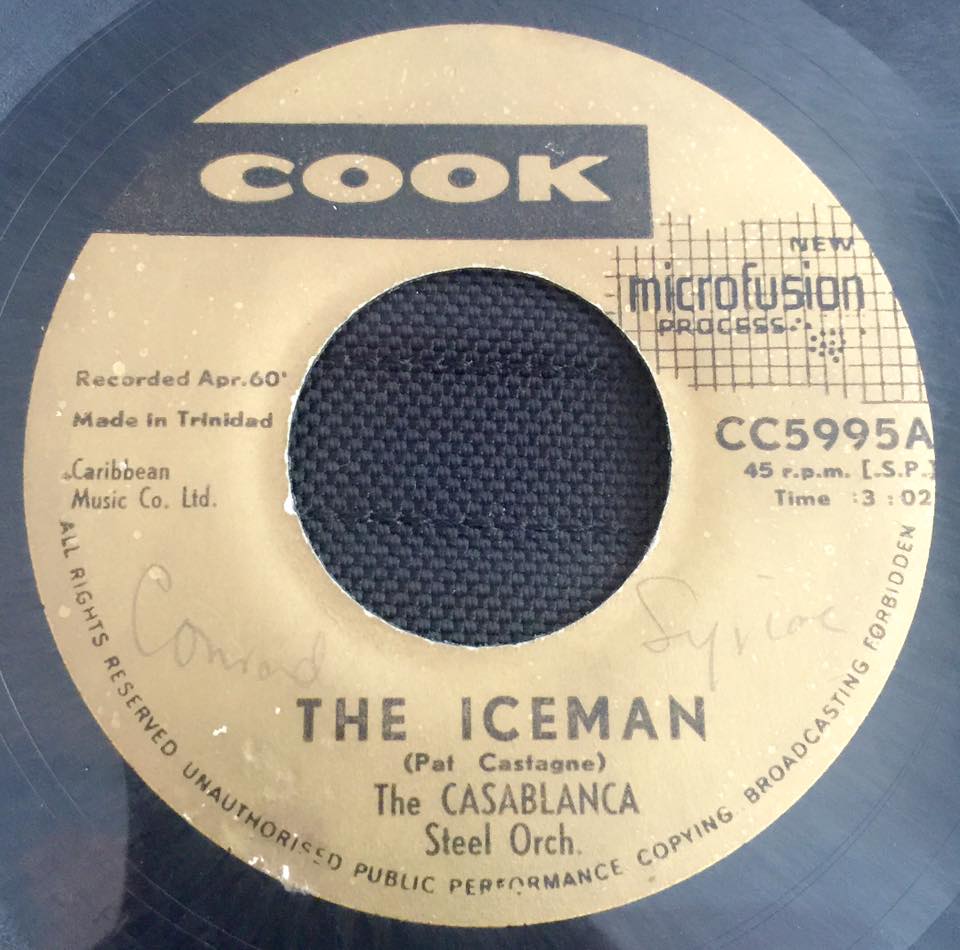 COOK
NEW
microfusion
PROCESS
Recorded Apr.60'
Made in Trinidad
Caribbean
Music Co. Ltd.
CC5995A
45 r.p.m. [.S.P.]
Time :3 : 02
Conrad Syriac
THE ICEMAN
(Pat Castagne)
The CASABLANCA
Steel Orch.
ALL RIGHTS RESERVED UNAUTHORISED PUBLIC PERFORMANCE COPYING BROADCASTING FORBIDDEN